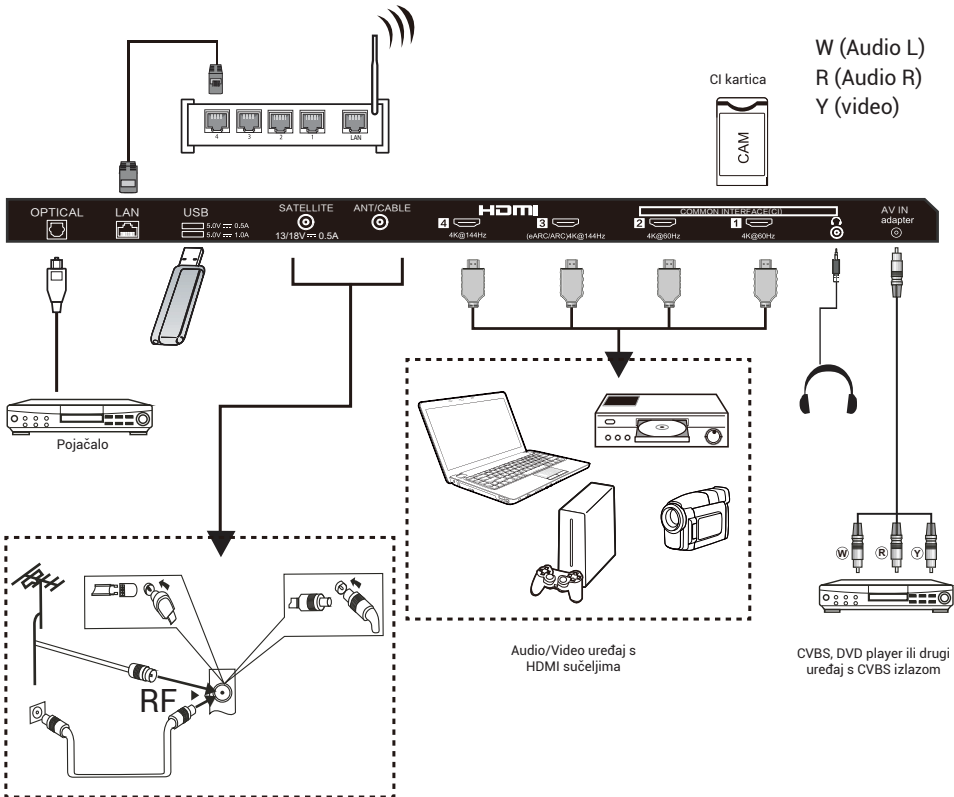 W (Audio L)
R (Audio R)
Y (video)
CI kartica
CAM
4
3
2
1
LAN
OPTICAL
LAN
USB
5.0V ⎓ 0.5A
5.0V ⎓ 1.0A
SATELLITE
13/18V ⎓ 0.5A
ANT/CABLE
HDMI
4
4K@144Hz
3
(eARC/ARC)4K@144Hz
COMMON INTERFACE(CI)
2
4K@60Hz
1
4K@60Hz
AV IN
adapter
Pojačalo
RF
Audio/Video uređaj s
HDMI sučeljima
W
R
Y
CVBS, DVD player ili drugi
uređaj s CVBS izlazom